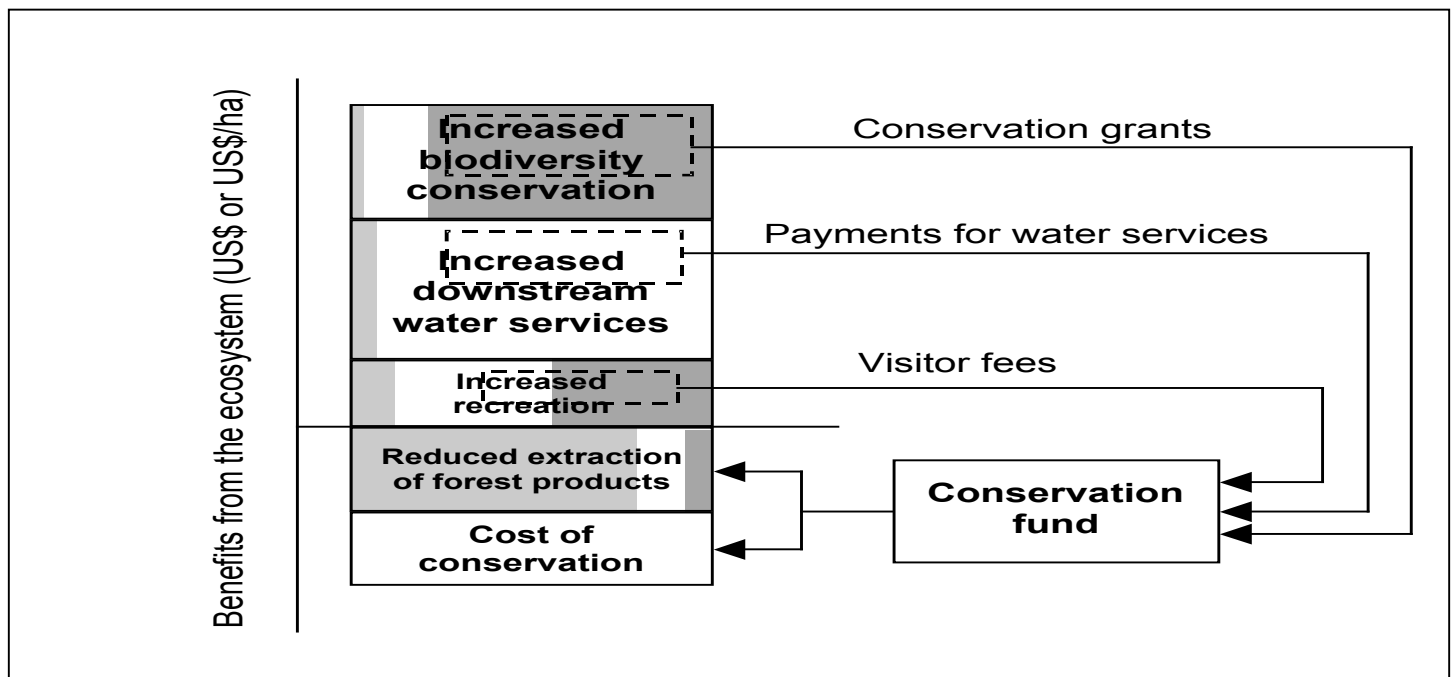 Benefits from the ecosystem (US$ or US$/ha)
Increased
biodiversity
conservation
Conservation grants
Increased
downstream
water services
Payments for water services
Increased
recreation
Visitor fees
Reduced extraction
of forest products
Cost of
conservation
Conservation
fund